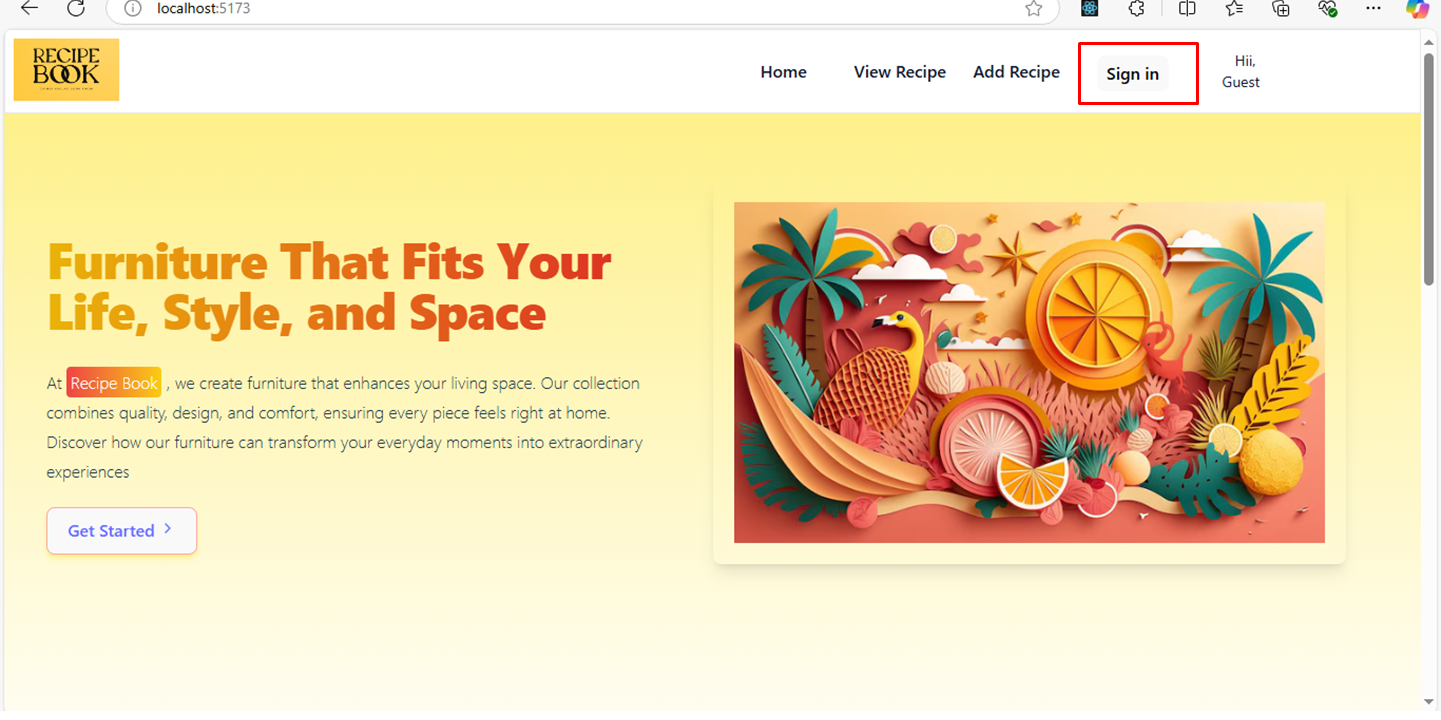 localhost:5173
RECIPE
BOOK
Home View Recipe Add Recipe Sign in Hii,
Guest
Furniture That Fits Your
Life, Style, and Space
At Recipe Book , we create furniture that enhances your living space. Our collection
combines quality, design, and comfort, ensuring every piece feels right at home.
Discover how our furniture can transform your everyday moments into extraordinary
experiences
Get Started